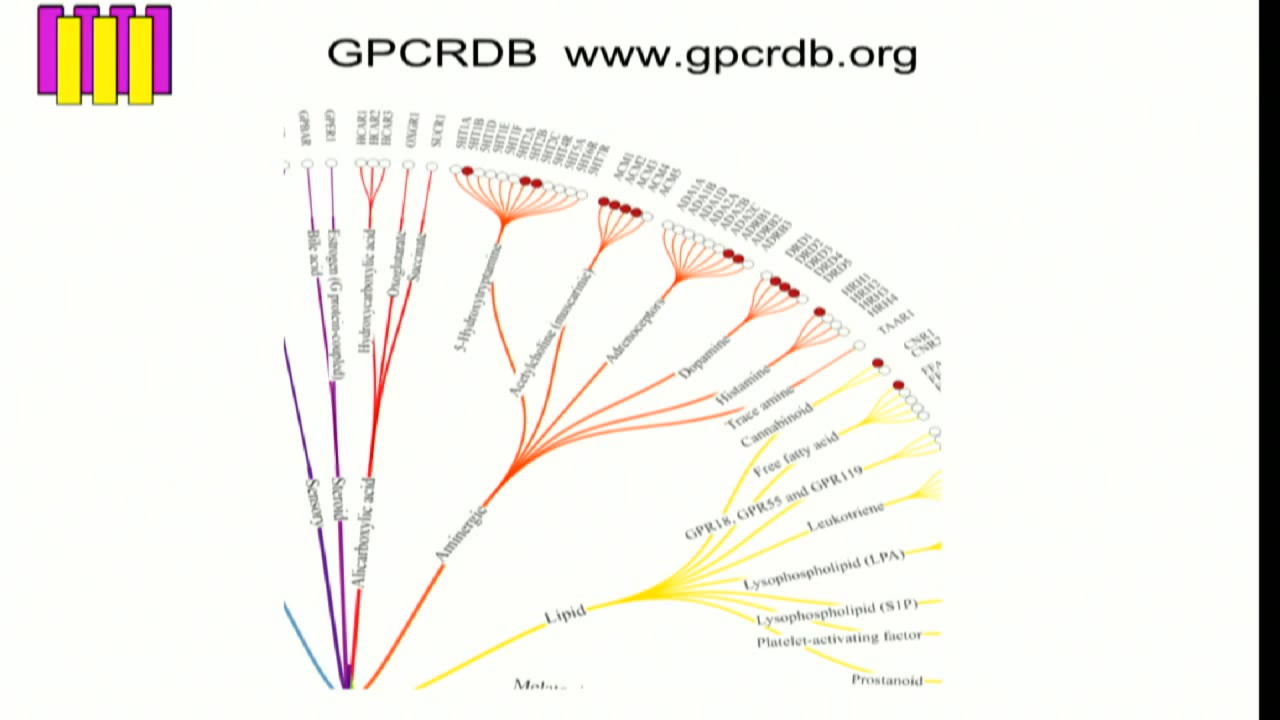 GPCRDB www.gpcrdb.org
GPBAR
GPER1
HCAR1
HCAR2
HCAR3
OXGR1
SUCR1
5HT1A
5HT1B
5HT1D
5HT1E
5HT1F
5HT2A
5HT2B
5HT2C
5HT4R
5HT5A
5HT6R
5HT7R
ACM1
ACM2
ACM3
ACM4
ACM5
ADA1A
ADA1B
ADA1D
ADA2A
ADA2B
ADA2C
ADRB1
ADRB2
ADRB3
DRD1
DRD2
DRD3
DRD4
DRD5
HRH1
HRH2
HRH3
HRH4
TAAR1
CNR1
CNR2
Bile acid
Estrogen (G protein-coupled)
Hydroxycarboxylic acid
Oxoglutarate
Succinate
5-Hydroxytryptamine
Acetylcholine (muscarinic)
Adrenoceptors
Dopamine
Histamine
Trace amine
Cannabinoid
Free fatty acid
GPR18, GPR55 and GPR119
Leukotriene
Lysophospholipid (LPA)
Lysophospholipid (S1P)
Platelet-activating factor
Prostanoid
Sensory
Steroid
Alicarboxylic acid
Aminergic
Lipid